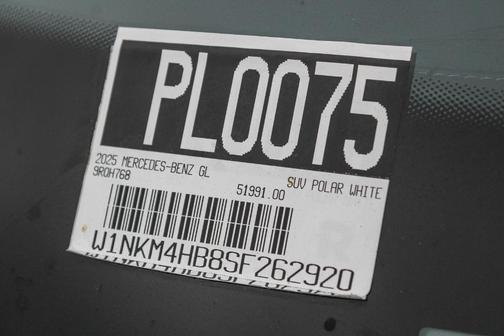 PL0075
2025 MERCEDES-BENZ GL SUV POLAR WHITE
9R0H768 51991.00
W1NKM4HB8SF262920